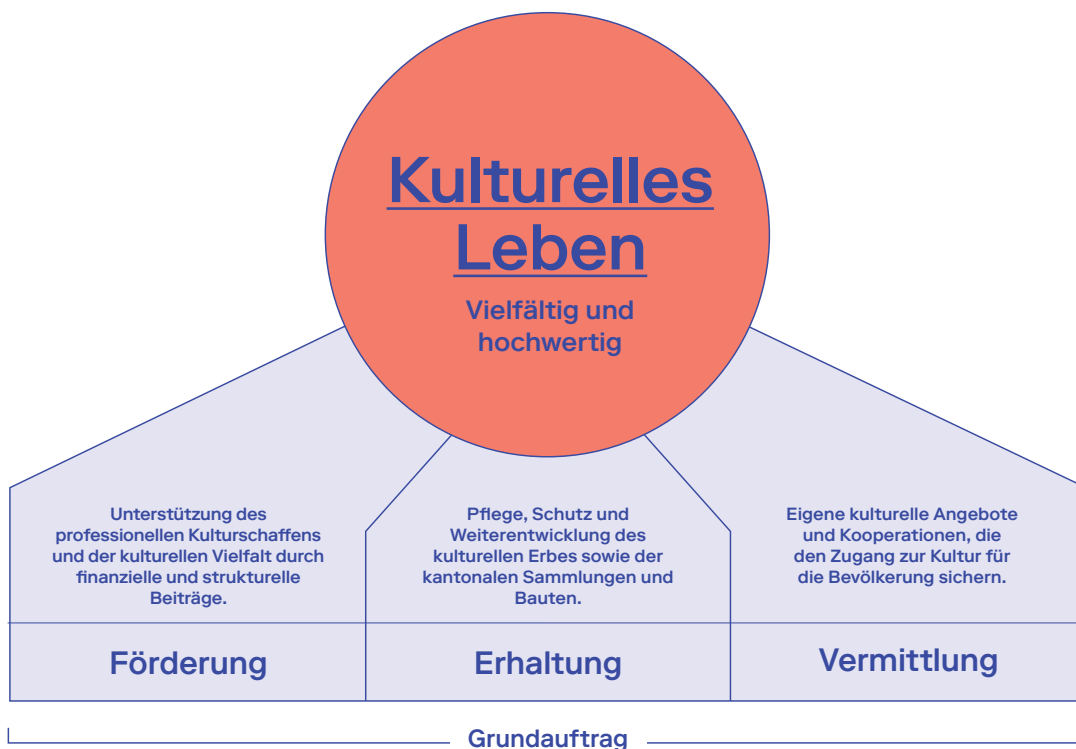 Kulturelles
Leben
Vielfältig und
hochwertig
Unterstützung des
professionellen Kulturschaffens
und der kulturellen Vielfalt durch
finanzielle und strukturelle
Beiträge.
Pflege, Schutz und
Weiterentwicklung des
kulturellen Erbes sowie der
kantonalen Sammlungen und
Bauten.
Eigene kulturelle Angebote
und Kooperationen, die
den Zugang zur Kultur für
die Bevölkerung sichern.
Förderung
Erhaltung
Vermittlung
Grundauftrag